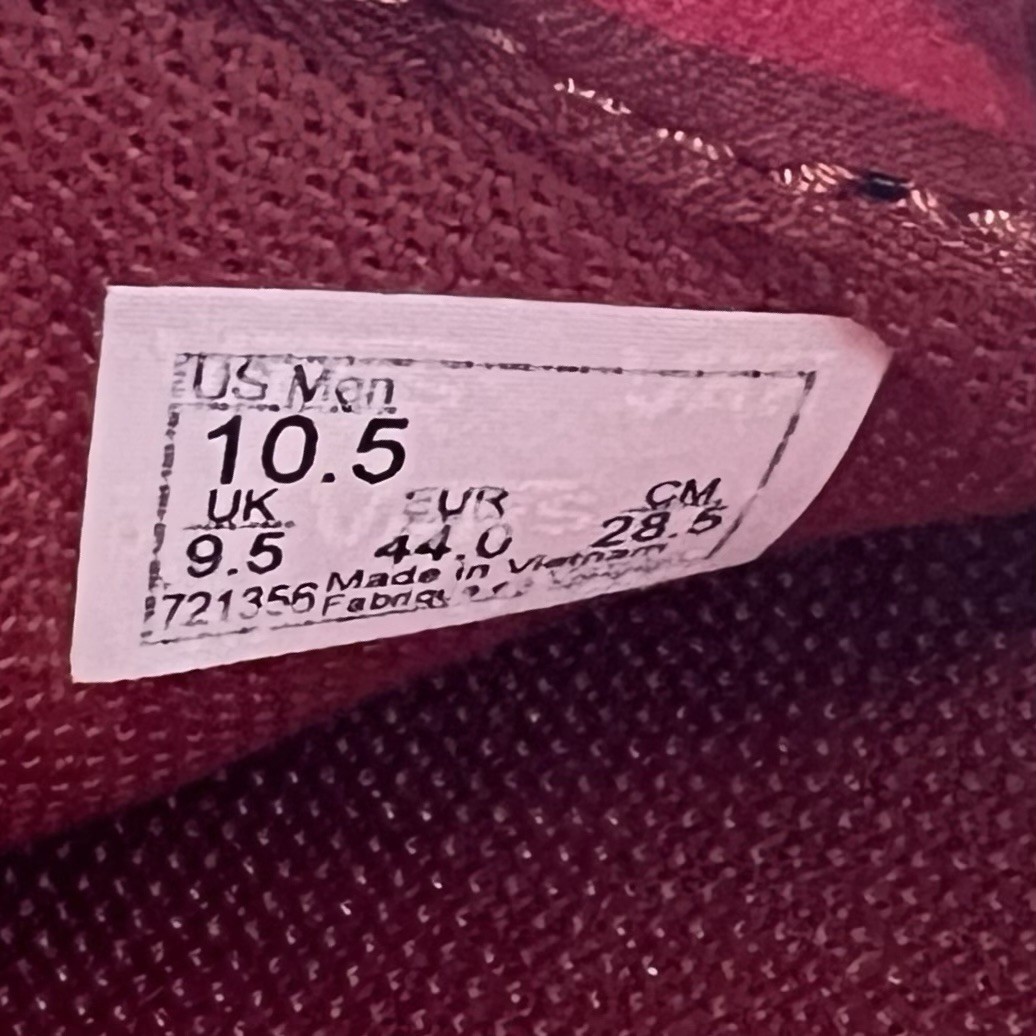 US Men
10.5
UK EUR CM
9.5 44.0 28.5
721356 Made in Vietnam